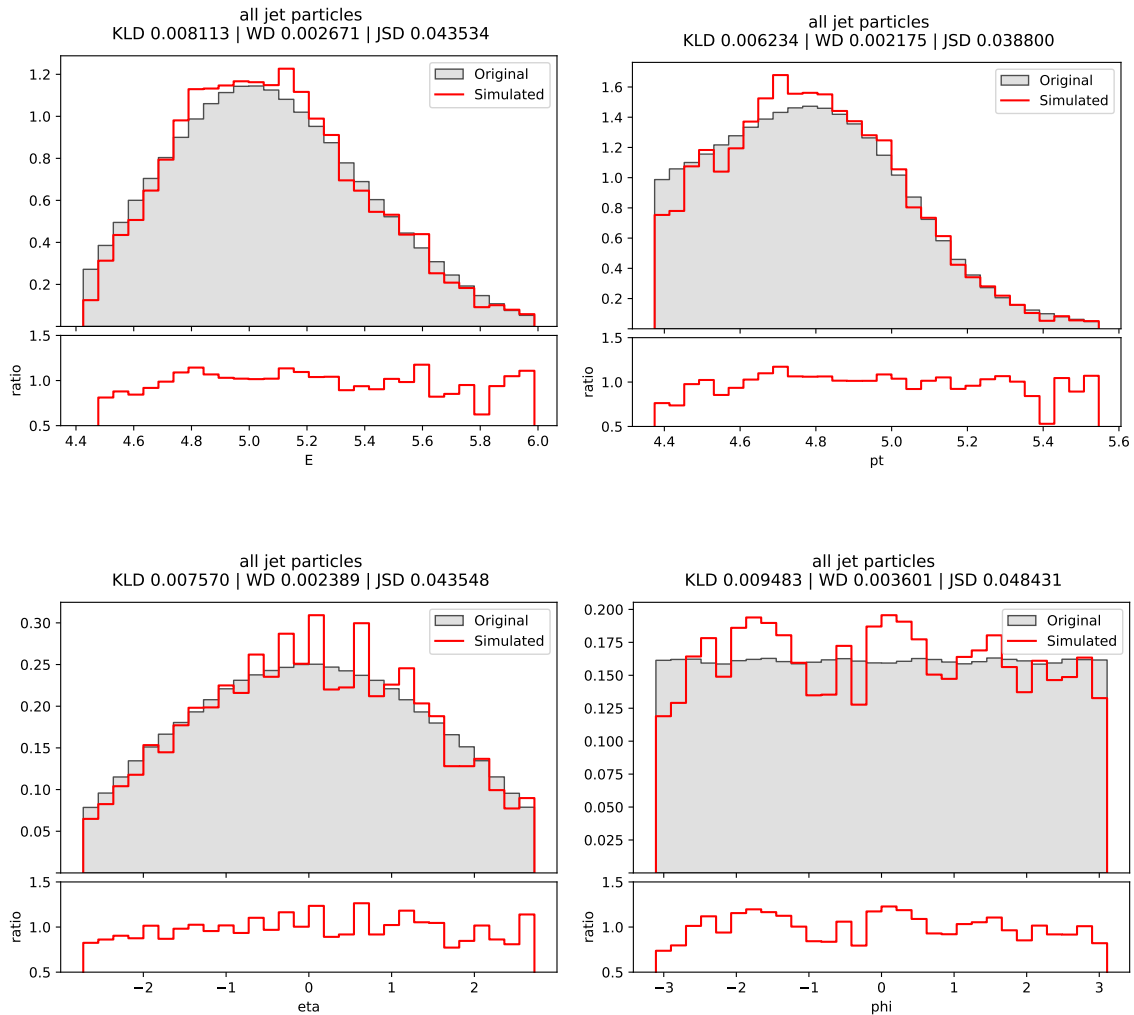 all jet particles
KLD 0.008113 | WD 0.002671 | JSD 0.043534
Original
Simulated
1.2
1.0
0.8
0.6
0.4
0.2
1.5
1.0
0.5
ratio
4.4 4.6 4.8 5.0 5.2 5.4 5.6 5.8 6.0
E
all jet particles
KLD 0.006234 | WD 0.002175 | JSD 0.038800
Original
Simulated
1.6
1.4
1.2
1.0
0.8
0.6
0.4
0.2
1.5
1.0
0.5
ratio
4.4 4.6 4.8 5.0 5.2 5.4 5.6
pt
all jet particles
KLD 0.007570 | WD 0.002389 | JSD 0.043548
Original
Simulated
0.30
0.25
0.20
0.15
0.10
0.05
1.5
1.0
0.5
ratio
−2 −1 0 1 2
eta
all jet particles
KLD 0.009483 | WD 0.003601 | JSD 0.048431
Original
Simulated
0.200
0.175
0.150
0.125
0.100
0.075
0.050
0.025
1.5
1.0
0.5
ratio
−3 −2 −1 0 1 2 3
phi